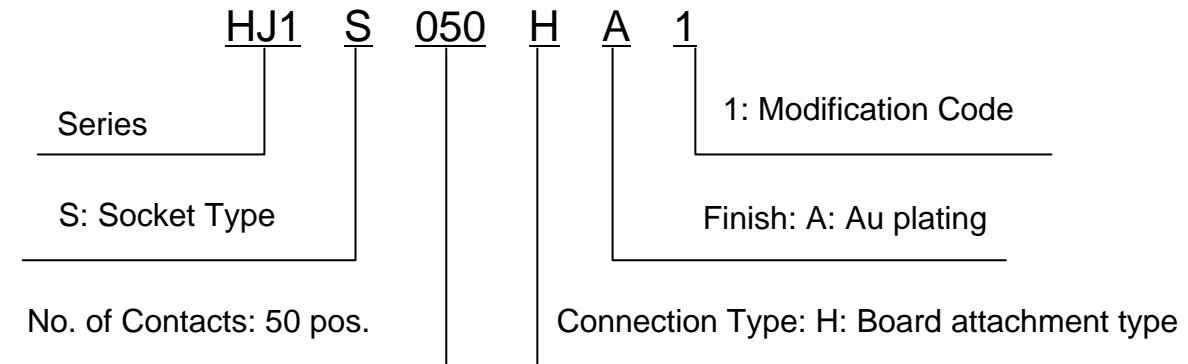 HJ1 S 050 H A 1
Series
1: Modification Code
S: Socket Type
Finish: A: Au plating
No. of Contacts: 50 pos.
Connection Type: H: Board attachment type